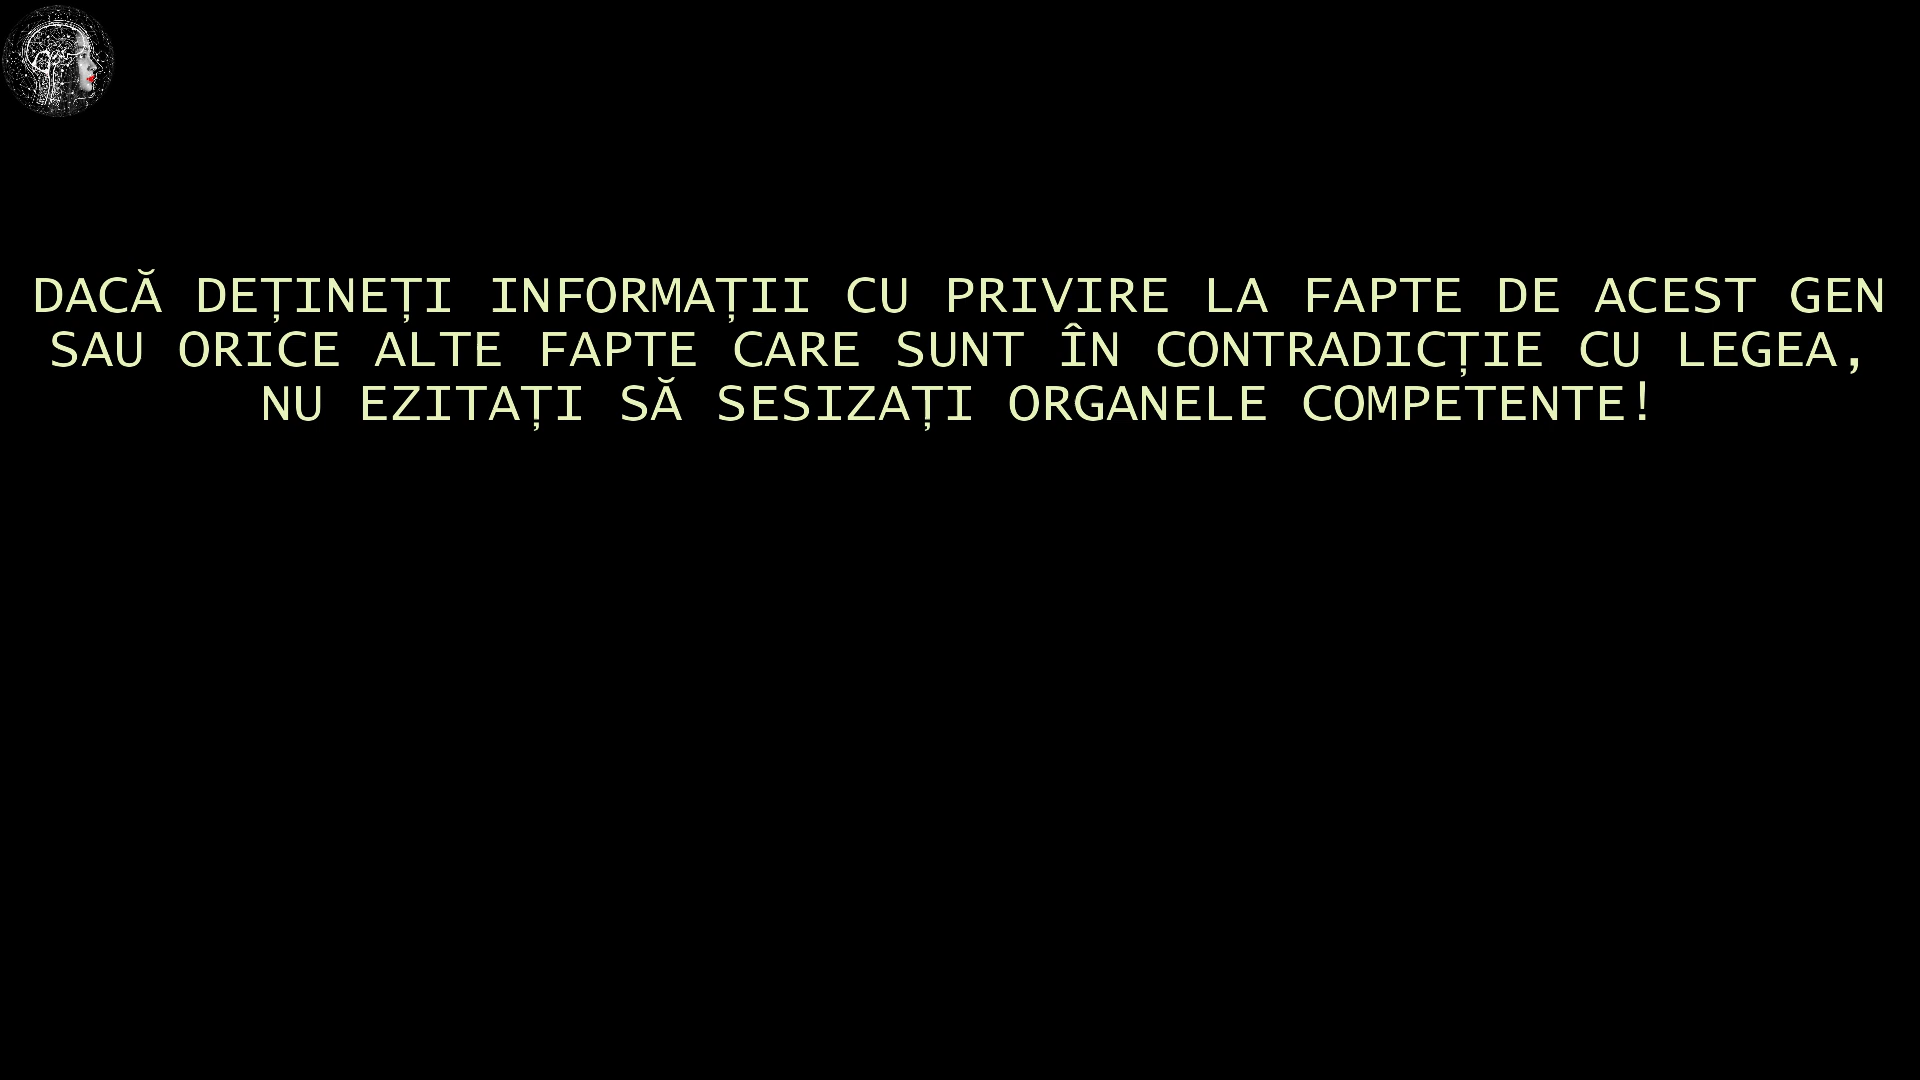 DACĂ DEȚINEȚI INFORMAȚII CU PRIVIRE LA FAPTE DE ACEST GEN
SAU ORICE ALTE FAPTE CARE SUNT ÎN CONTRADICȚIE CU LEGEA,
NU EZITAȚI SĂ SESIZAȚI ORGANELE COMPETENTE!